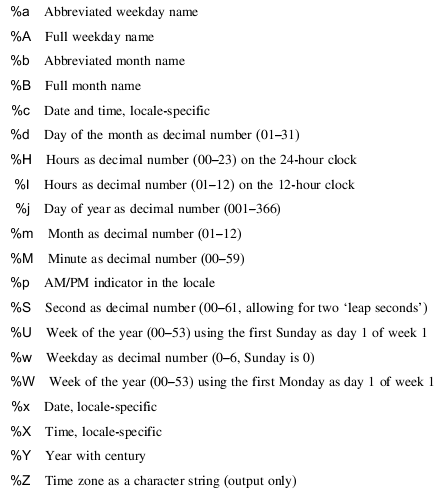 %a Abbreviated weekday name
%A Full weekday name
%b Abbreviated month name
%B Full month name
%c Date and time, locale-specific
%d Day of the month as decimal number (01–31)
%H Hours as decimal number (00–23) on the 24-hour clock
%I Hours as decimal number (01–12) on the 12-hour clock
%j Day of year as decimal number (001–366)
%m Month as decimal number (01–12)
%M Minute as decimal number (00–59)
%p AM/PM indicator in the locale
%S Second as decimal number (00–61, allowing for two ‘leap seconds’)
%U Week of the year (00–53) using the first Sunday as day 1 of week 1
%w Weekday as decimal number (0–6, Sunday is 0)
%W Week of the year (00–53) using the first Monday as day 1 of week 1
%x Date, locale-specific
%X Time, locale-specific
%Y Year with century
%Z Time zone as a character string (output only)